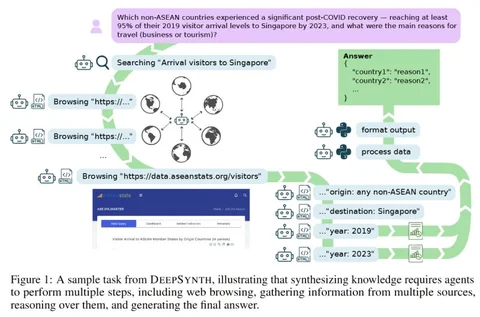 Which non-ASEAN countries experienced a significant post-COVID recovery — reaching at least
95% of their 2019 visitor arrival levels to Singapore by 2023, and what were the main reasons for
travel (business or tourism)?
Searching "Arrival visitors to Singapore"
Browsing "https://..."
Browsing "https://..."
...
Browsing "https://data.aseanstats.org/visitors"
Answer
{
"country1": "reason1",
"country2": "reason2",
...
}
format output
process data
..."origin: any non-ASEAN country"
..."destination: Singapore"
..."year: 2019"
..."year: 2023"
Figure 1: A sample task from DEEPSYNTH, illustrating that synthesizing knowledge requires agents
to perform multiple steps, including web browsing, gathering information from multiple sources,
reasoning over them, and generating the final answer.